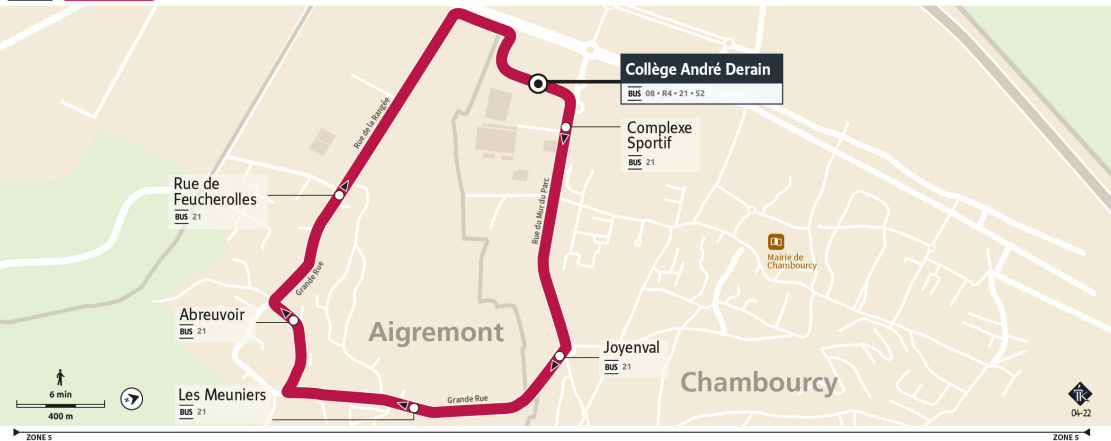 Collège André Derain
BUS 08 • R4 • 21 • 52
Complexe
Sportif
BUS 21
Rue de la Rangée
Rue de
Feucherolles
BUS 21
Rue du Mur du Parc
Mairie de
Chambourcy
Grande Rue
Abreuvoir
BUS 21
Aigremont
Joyenval
BUS 21
Chambourcy
Les Meuniers
BUS 21
Grande Rue
6 min
400 m
TK
04-22
ZONE 5
ZONE 5